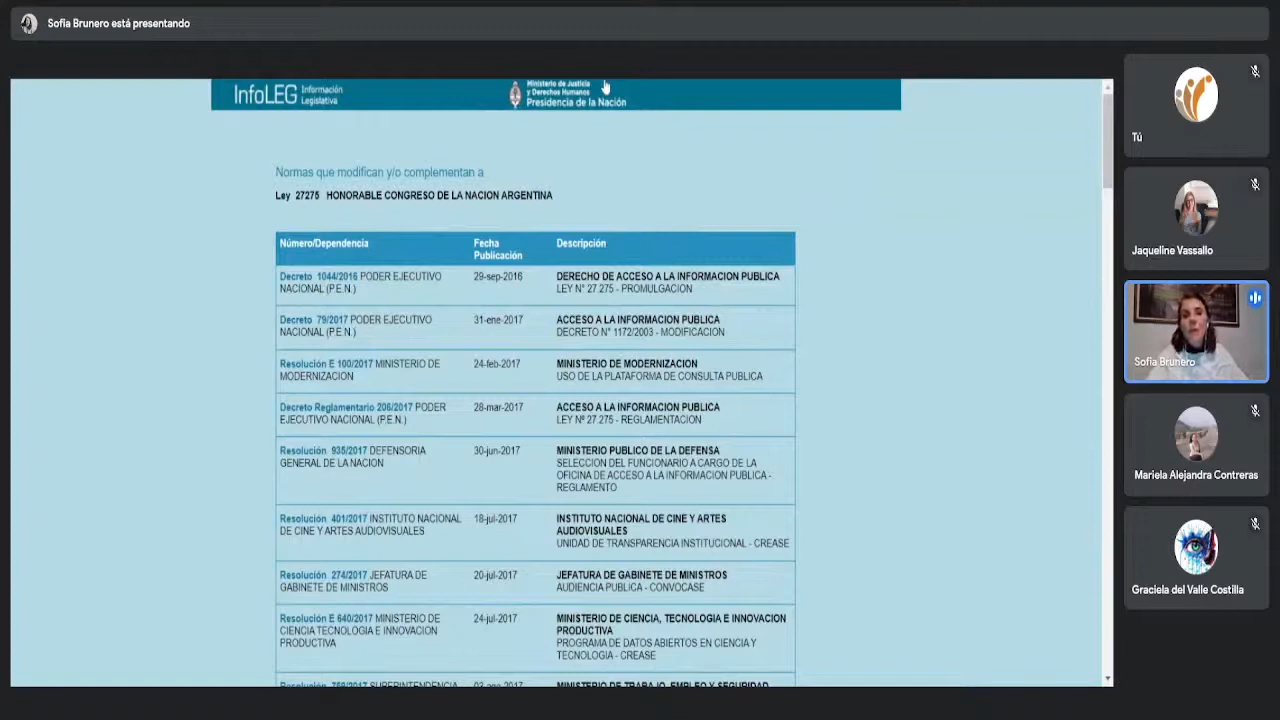 Sofia Brunero está presentando
InfoLEG Información
Legislativa
Ministerio de Justicia
y Derechos Humanos
Presidencia de la Nación
Normas que modifican y/o complementan a
Ley 27275 HONORABLE CONGRESO DE LA NACION ARGENTINA
Número/Dependencia
Fecha
Publicación
Descripción
Decreto 1044/2016 PODER EJECUTIVO
NACIONAL (P.E.N.)
29-sep-2016
DERECHO DE ACCESO A LA INFORMACION PUBLICA
LEY N° 27.275 - PROMULGACION
Decreto 79/2017 PODER EJECUTIVO
NACIONAL (P.E.N.)
31-ene-2017
ACCESO A LA INFORMACION PUBLICA
DECRETO N° 1172/2003 - MODIFICACION
Resolución E 100/2017 MINISTERIO DE
MODERNIZACION
24-feb-2017
MINISTERIO DE MODERNIZACION
USO DE LA PLATAFORMA DE CONSULTA PUBLICA
Decreto Reglamentario 206/2017 PODER
EJECUTIVO NACIONAL (P.E.N.)
28-mar-2017
ACCESO A LA INFORMACION PUBLICA
LEY Nº 27.275 - REGLAMENTACION
Resolución 935/2017 DEFENSORIA
GENERAL DE LA NACION
30-jun-2017
MINISTERIO PUBLICO DE LA DEFENSA
SELECCION DEL FUNCIONARIO A CARGO DE LA
OFICINA DE ACCESO A LA INFORMACION PUBLICA -
REGLAMENTO
Resolución 401/2017 INSTITUTO NACIONAL
DE CINE Y ARTES AUDIOVISUALES
18-jul-2017
INSTITUTO NACIONAL DE CINE Y ARTES
AUDIOVISUALES
UNIDAD DE TRANSPARENCIA INSTITUCIONAL - CREASE
Resolución 274/2017 JEFATURA DE
GABINETE DE MINISTROS
20-jul-2017
JEFATURA DE GABINETE DE MINISTROS
AUDIENCIA PUBLICA - CONVOCASE
Resolución E 640/2017 MINISTERIO DE
CIENCIA TECNOLOGIA E INNOVACION
PRODUCTIVA
24-jul-2017
MINISTERIO DE CIENCIA, TECNOLOGIA E INNOVACION
PRODUCTIVA
PROGRAMA DE DATOS ABIERTOS EN CIENCIA Y
TECNOLOGIA - CREASE
Resolución 759/2017 SUPERINTENDENCIA
MINISTERIO DE TRABAJO, EMPLEO Y SEGURIDAD
Tú
Jaqueline Vassallo
Sofia Brunero
Mariela Alejandra Contreras
Graciela del Valle Costilla